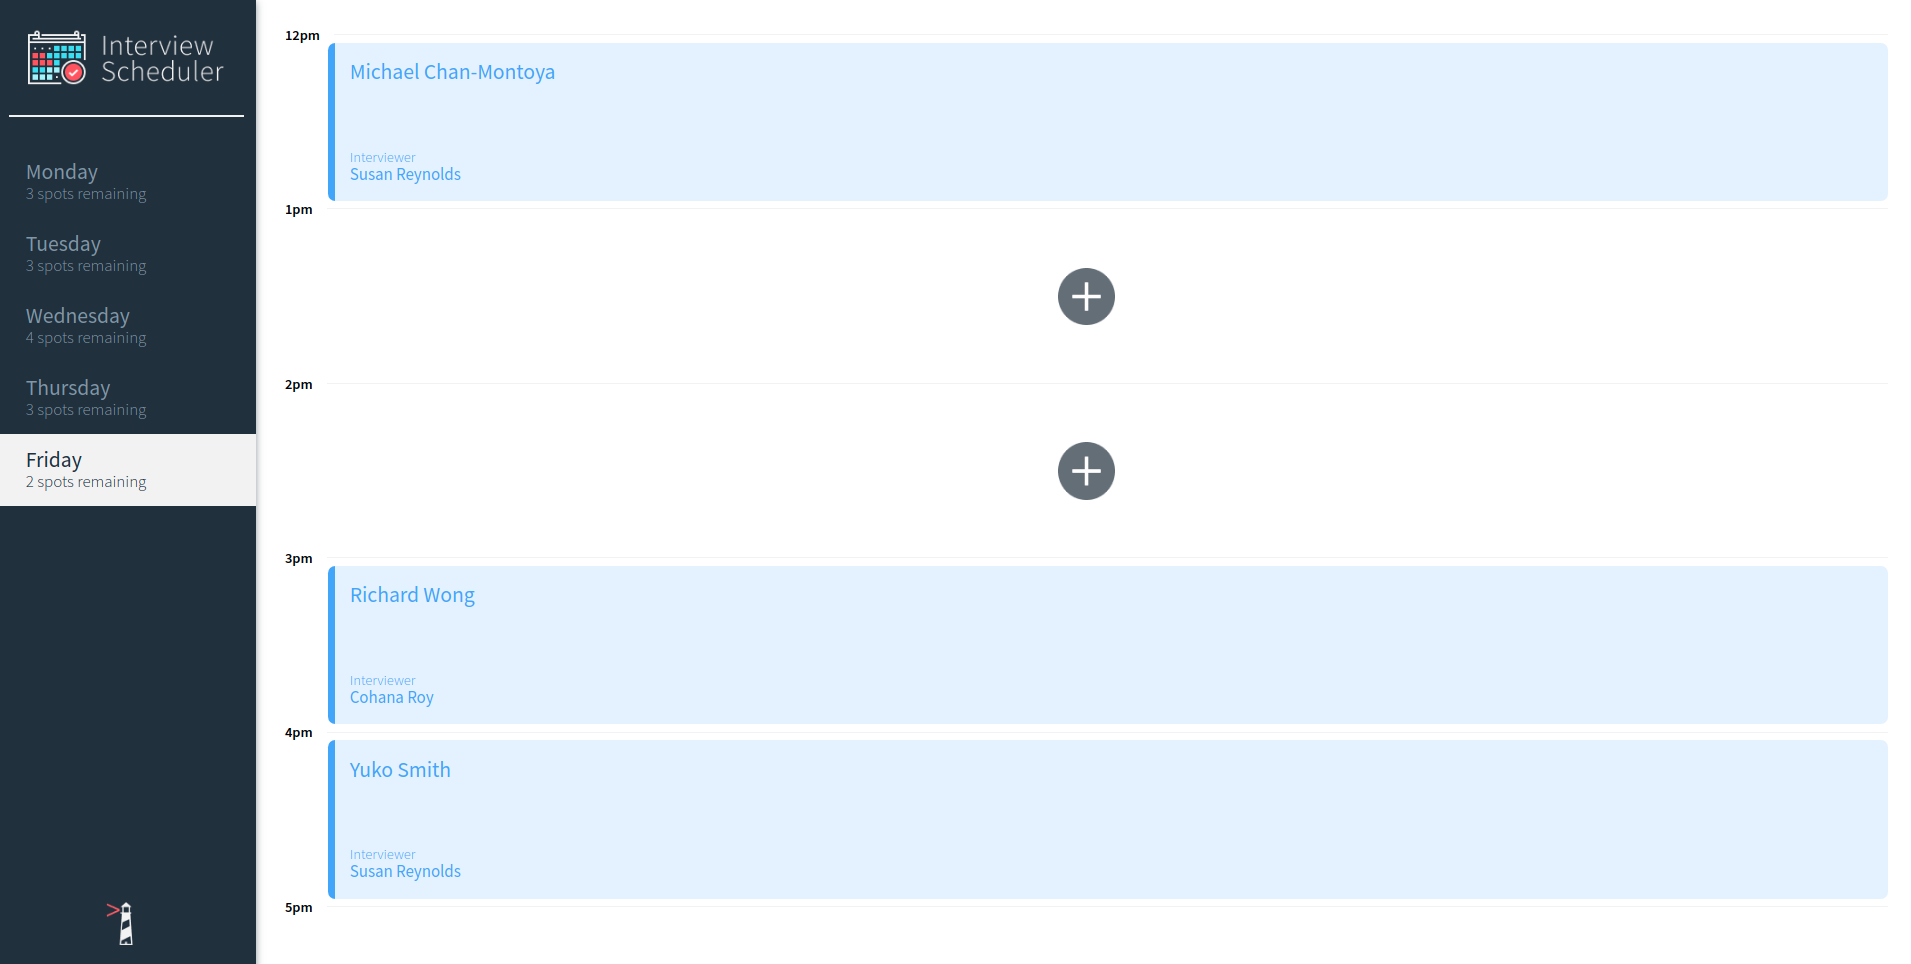 Interview
Scheduler
Monday
3 spots remaining
Tuesday
3 spots remaining
Wednesday
4 spots remaining
Thursday
3 spots remaining
Friday
2 spots remaining
12pm
Michael Chan-Montoya
Interviewer
Susan Reynolds
1pm
2pm
3pm
Richard Wong
Interviewer
Cohana Roy
4pm
Yuko Smith
Interviewer
Susan Reynolds
5pm